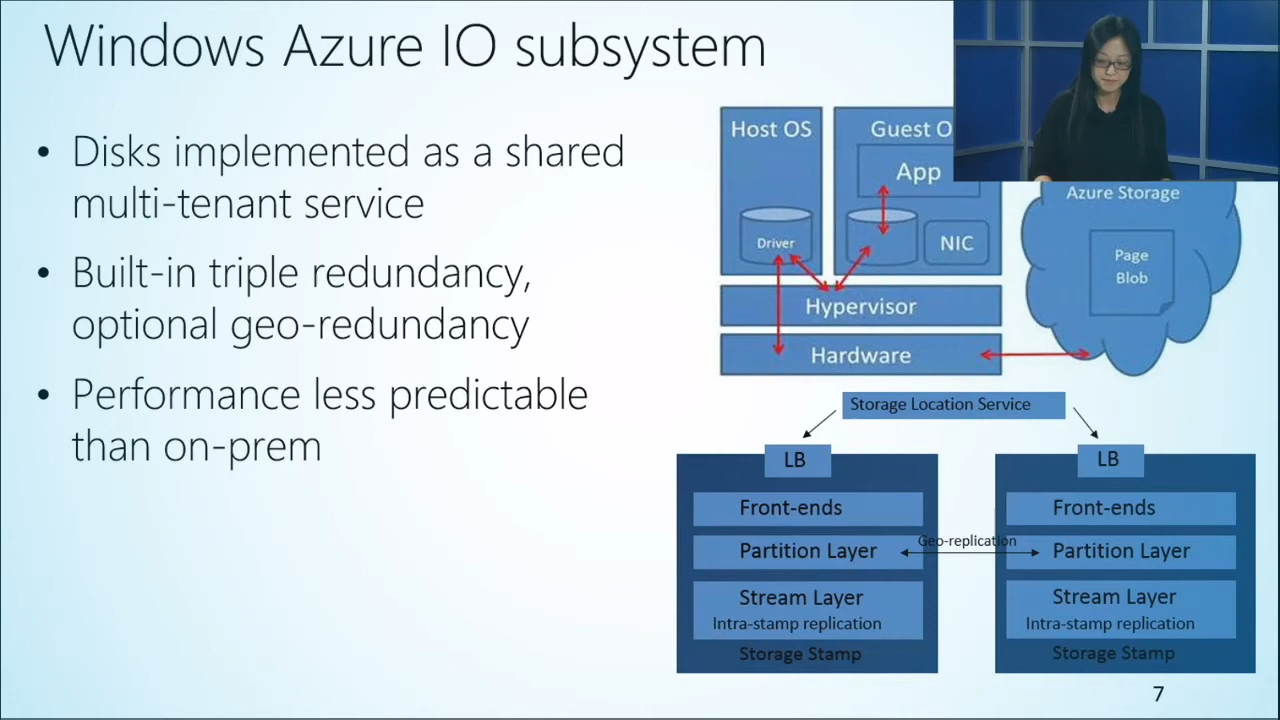 Windows Azure IO subsystem
• Disks implemented as a shared
multi-tenant service
• Built-in triple redundancy,
optional geo-redundancy
• Performance less predictable
than on-prem
Host OS
Guest O
App
Driver
NIC
Hypervisor
Hardware
Azure Storage
Page
Blob
Storage Location Service
LB
Front-ends
Partition Layer
Stream Layer
Intra-stamp replication
Storage Stamp
Geo-replication
LB
Front-ends
Partition Layer
Stream Layer
Intra-stamp replication
Storage Stamp
7